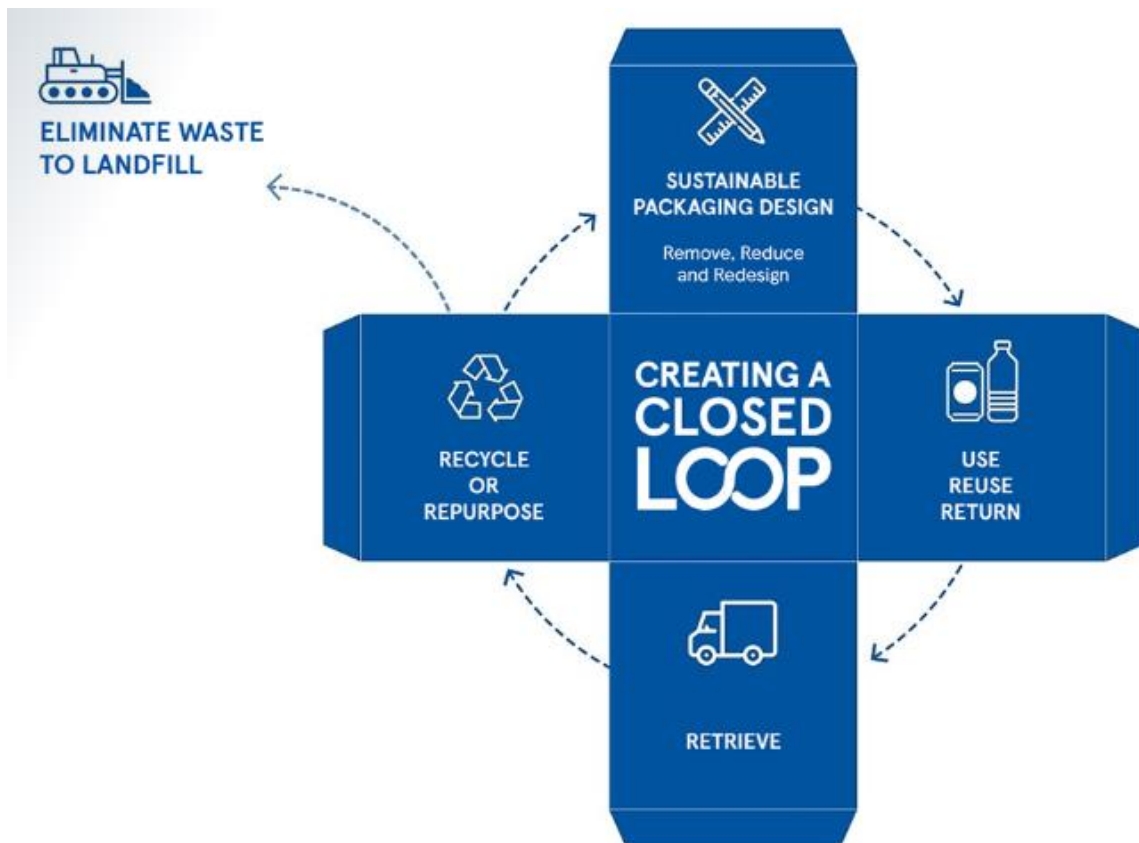 ELIMINATE WASTE
TO LANDFILL
SUSTAINABLE
PACKAGING DESIGN
Remove, Reduce
and Redesign
RECYCLE
OR
REPURPOSE
CREATING A
CLOSED
LOOP
USE
REUSE
RETURN
RETRIEVE